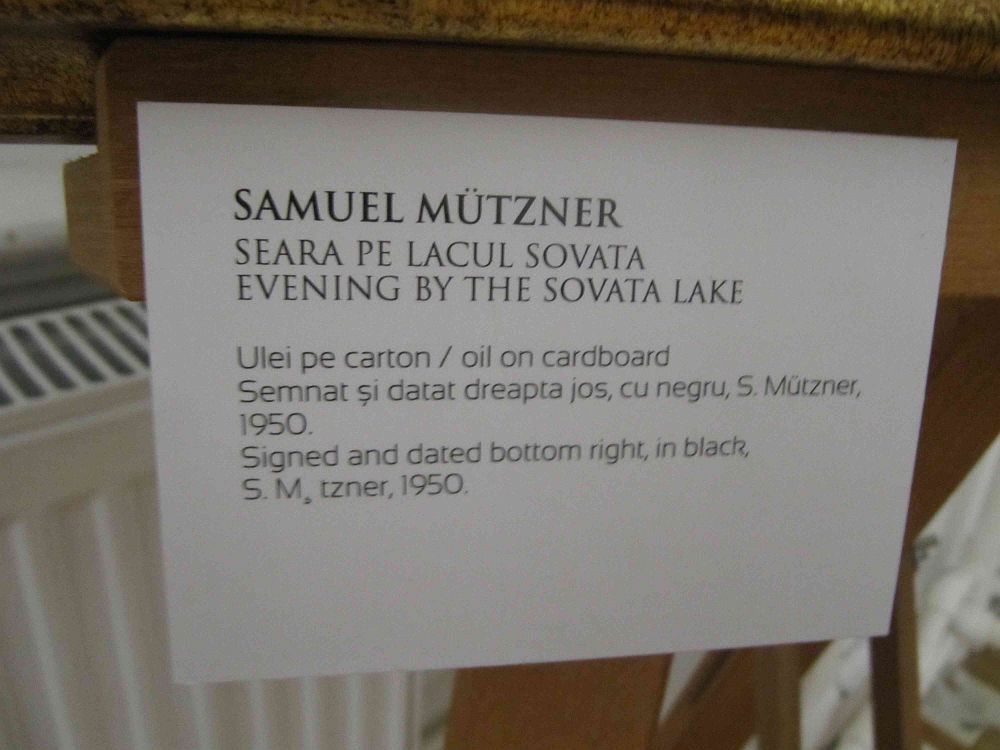 SAMUEL MÜTZNER
SEARA PE LACUL SOVATA
EVENING BY THE SOVATA LAKE
Ulei pe carton / oil on cardboard
Semnat și datat dreapta jos, cu negru, S. Mützner,
1950.
Signed and dated bottom right, in black,
S. M¸ tzner, 1950.